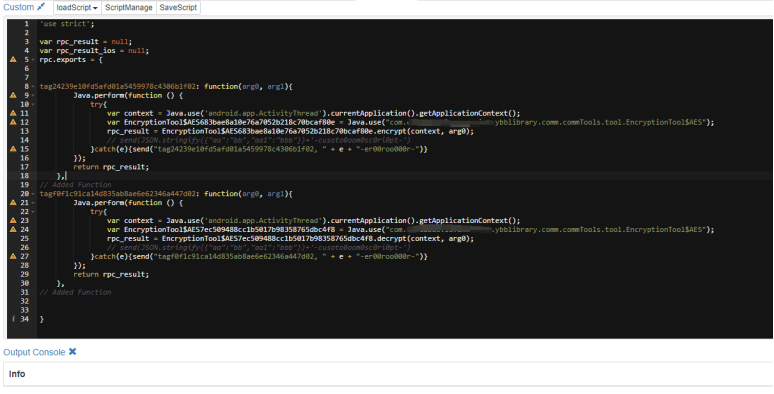 Custom loadScript ScriptManage SaveScript
1 'use strict';
2
3 var rpc_result = null;
4 var rpc_result_ios = null;
5 rpc.exports = {
6
7
8 tag24239e10fd5afd01a5459978c4306b1f02: function(arg0, arg1){
9 Java.perform(function () {
10 try{
11 var context = Java.use('android.app.ActivityThread').currentApplication().getApplicationContext();
12 var EncryptionTool$AES683bae8a10e76a7052b218c70bcaf80e = Java.use("com. ybblibrary.comm.commTools.tool.EncryptionTool$AES");
13 rpc_result = EncryptionTool$AES683bae8a10e76a7052b218c70bcaf80e.encrypt(context, arg0);
14 // send(JSON.stringify({"aa":"bb","aa1":"bbb"})+'-cusoto0oom0sc0ri0pt-')
15 }catch(e){send("tag24239e10fd5afd01a5459978c4306b1f02, " + e + "-er00roo000r-")}
16 });
17 return rpc_result;
18 },
19 // Added Function
20 tagf0f1c91ca14d835ab8ae6e62346a447d02: function(arg0, arg1){
21 Java.perform(function () {
22 try{
23 var context = Java.use('android.app.ActivityThread').currentApplication().getApplicationContext();
24 var EncryptionTool$AES7ec509488cc1b5017b98358765dbc4f8 = Java.use("com. .ybblibrary.comm.commTools.tool.EncryptionTool$AES");
25 rpc_result = EncryptionTool$AES7ec509488cc1b5017b98358765dbc4f8.decrypt(context, arg0);
26 // send(JSON.stringify({"aa":"bb","aa1":"bbb"})+'-cusoto0oom0sc0ri0pt-')
27 }catch(e){send("tagf0f1c91ca14d835ab8ae6e62346a447d02, " + e + "-er00roo000r-")}
28 });
29 return rpc_result;
30 },
31 // Added Function
32
33
i 34 }
Output Console
Info